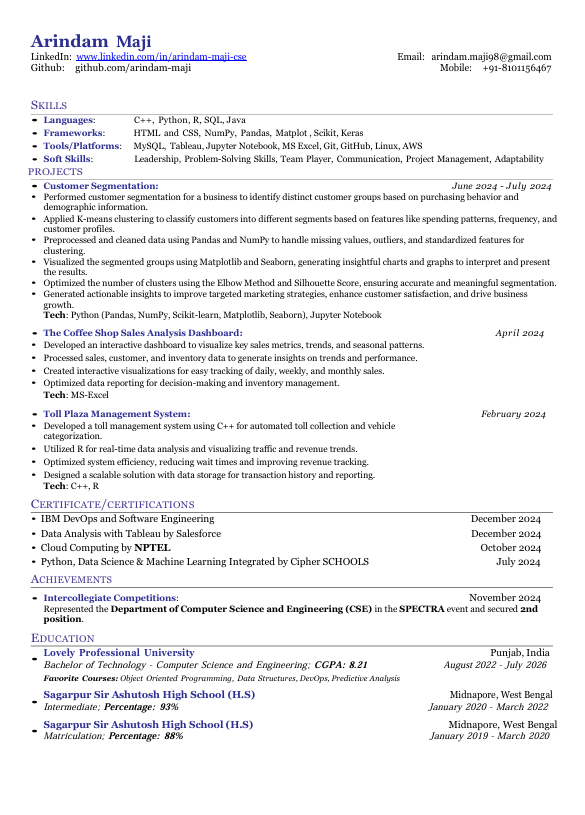 Arindam Maji
LinkedIn: www.linkedin.com/in/arindam-maji-cse Email: arindam.maji98@gmail.com
Github: github.com/arindam-maji Mobile: +91-8101156467
SKILLS
• Languages: C++, Python, R, SQL, Java
• Frameworks: HTML and CSS, NumPy, Pandas, Matplot , Scikit, Keras
• Tools/Platforms: MySQL, Tableau, Jupyter Notebook, MS Excel, Git, GitHub, Linux, AWS
• Soft Skills: Leadership, Problem-Solving Skills, Team Player, Communication, Project Management, Adaptability
PROJECTS
• Customer Segmentation: June 2024 - July 2024
• Performed customer segmentation for a business to identify distinct customer groups based on purchasing behavior and
demographic information.
• Applied K-means clustering to classify customers into different segments based on features like spending patterns, frequency, and
customer profiles.
• Preprocessed and cleaned data using Pandas and NumPy to handle missing values, outliers, and standardized features for
clustering.
• Visualized the segmented groups using Matplotlib and Seaborn, generating insightful charts and graphs to interpret and present
the results.
• Optimized the number of clusters using the Elbow Method and Silhouette Score, ensuring accurate and meaningful segmentation.
• Generated actionable insights to improve targeted marketing strategies, enhance customer satisfaction, and drive business
growth.
Tech: Python (Pandas, NumPy, Scikit-learn, Matplotlib, Seaborn), Jupyter Notebook
• The Coffee Shop Sales Analysis Dashboard: April 2024
• Developed an interactive dashboard to visualize key sales metrics, trends, and seasonal patterns.
• Processed sales, customer, and inventory data to generate insights on trends and performance.
• Created interactive visualizations for easy tracking of daily, weekly, and monthly sales.
• Optimized data reporting for decision-making and inventory management.
Tech: MS-Excel
• Toll Plaza Management System: February 2024
• Developed a toll management system using C++ for automated toll collection and vehicle
categorization.
• Utilized R for real-time data analysis and visualizing traffic and revenue trends.
• Optimized system efficiency, reducing wait times and improving revenue tracking.
• Designed a scalable solution with data storage for transaction history and reporting.
Tech: C++, R
CERTIFICATE/CERTIFICATIONS
• IBM DevOps and Software Engineering December 2024
• Data Analysis with Tableau by Salesforce December 2024
• Cloud Computing by NPTEL October 2024
• Python, Data Science & Machine Learning Integrated by Cipher SCHOOLS July 2024
ACHIEVEMENTS
• Intercollegiate Competitions: November 2024
Represented the Department of Computer Science and Engineering (CSE) in the SPECTRA event and secured 2nd
position.
EDUCATION
• Lovely Professional University Punjab, India
Bachelor of Technology - Computer Science and Engineering; CGPA: 8.21 August 2022 - July 2026
Favorite Courses: Object Oriented Programming, Data Structures, DevOps, Predictive Analysis
• Sagarpur Sir Ashutosh High School (H.S) Midnapore, West Bengal
Intermediate; Percentage: 93% January 2020 - March 2022
• Sagarpur Sir Ashutosh High School (H.S) Midnapore, West Bengal
Matriculation; Percentage: 88% January 2019 - March 2020